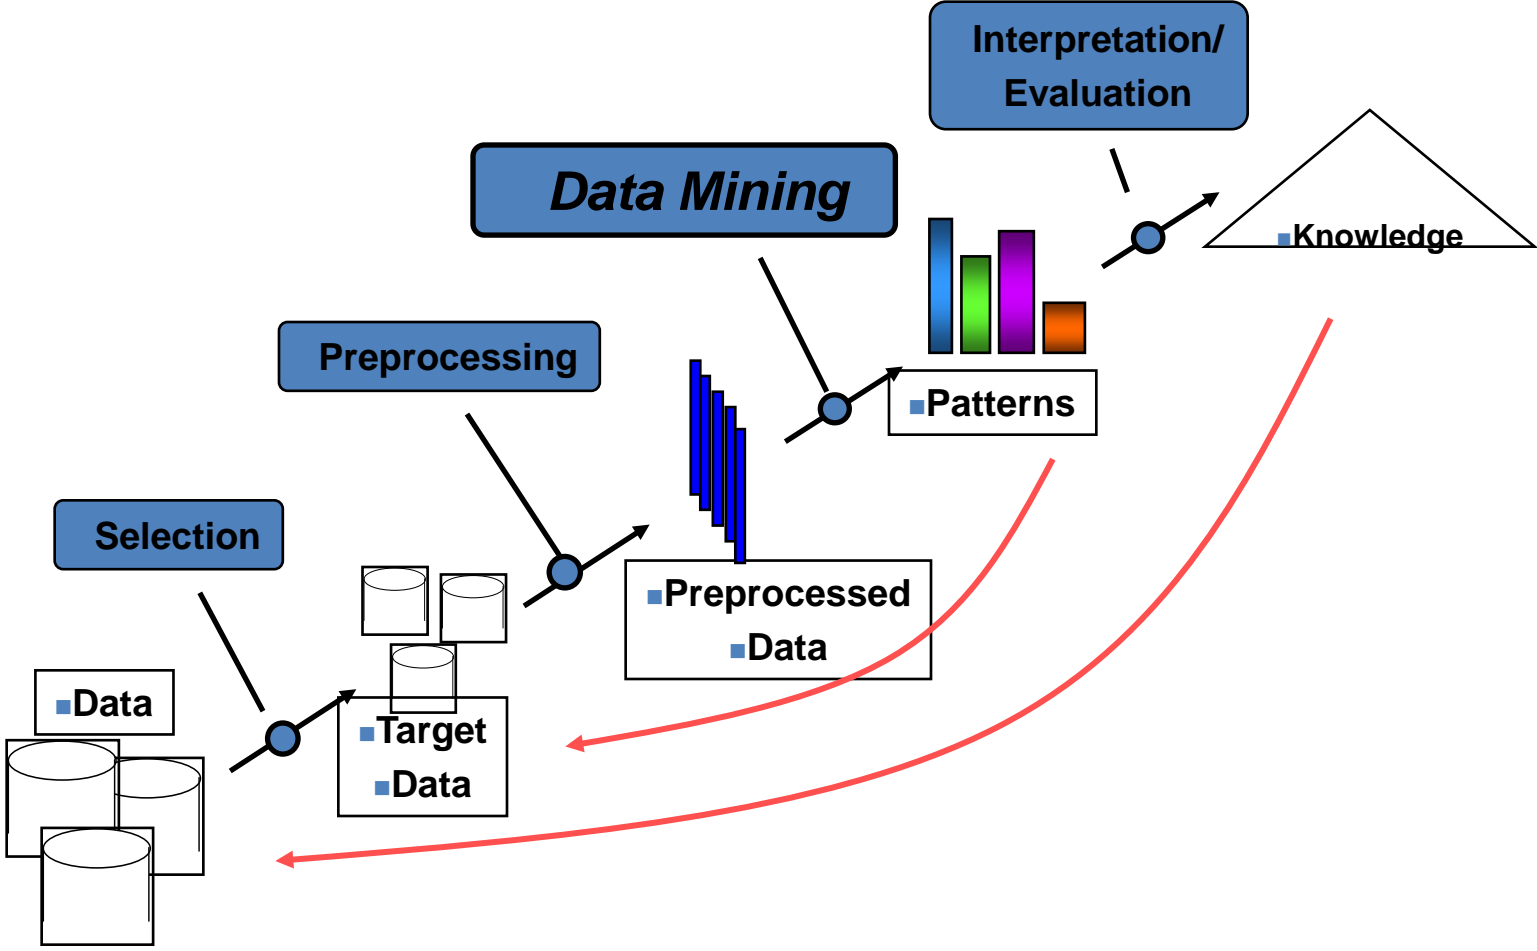 Interpretation/
Evaluation
Data Mining
Knowledge
Preprocessing
Patterns
Selection
Preprocessed
Data
Data
Target
Data